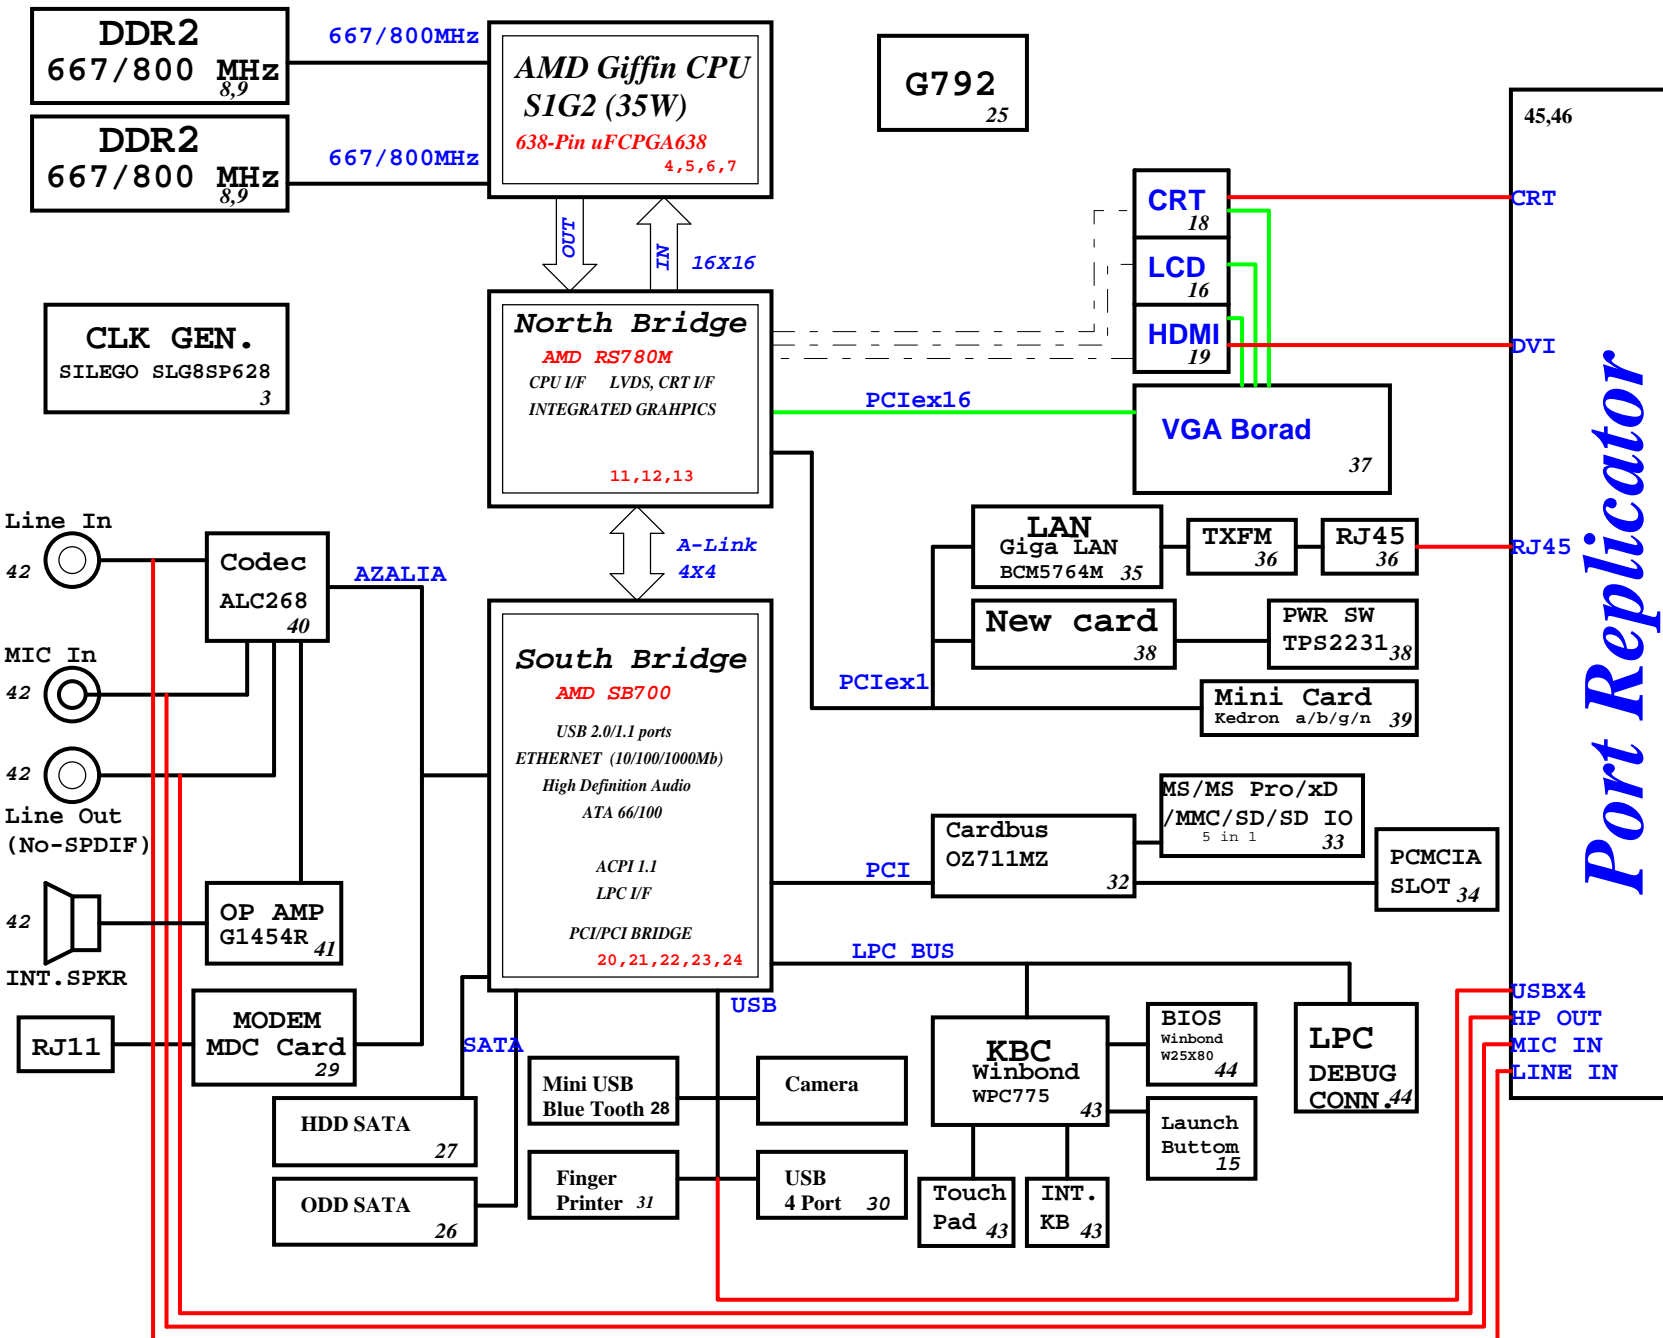 DDR2
667/800 MHz
8,9
667/800MHz
DDR2
667/800 MHz
8,9
667/800MHz
AMD Giffin CPU
S1G2 (35W)
638-Pin uFCPGA638
4,5,6,7
G792
25
OUT
IN
16X16
CLK GEN.
SILEGO SLG8SP628
3
North Bridge
AMD RS780M
CPU I/F LVDS, CRT I/F
INTEGRATED GRAHPICS
11,12,13
CRT
18
LCD
16
HDMI
19
PCIex16
VGA Borad
37
45,46
CRT
DVI
RJ45
Port Replicator
USBX4
HP OUT
MIC IN
LINE IN
A-Link
4X4
LAN
Giga LAN
BCM5764M 35
TXFM
36
RJ45
36
New card
38
PWR SW
TPS2231 38
PCIex1
Mini Card
Kedron a/b/g/n 39
Line In
42
MIC In
42
42
Line Out
(No-SPDIF)
42
INT.SPKR
Codec
ALC268
40
AZALIA
OP AMP
G1454R 41
RJ11
MODEM
MDC Card
29
South Bridge
AMD SB700
USB 2.0/1.1 ports
ETHERNET (10/100/1000Mb)
High Definition Audio
ATA 66/100
ACPI 1.1
LPC I/F
PCI/PCI BRIDGE
20,21,22,23,24
PCI
Cardbus
OZ711MZ
32
MS/MS Pro/xD
/MMC/SD/SD IO
5 in 1 33
PCMCIA
SLOT 34
LPC BUS
USB
SATA
HDD SATA
27
ODD SATA
26
Mini USB
Blue Tooth 28
Camera
Finger
Printer 31
USB
4 Port 30
KBC
Winbond
WPC775
43
BIOS
Winbond
W25X80
44
Launch
Buttom
15
Touch
Pad 43
INT.
KB 43
LPC
DEBUG
CONN. 44